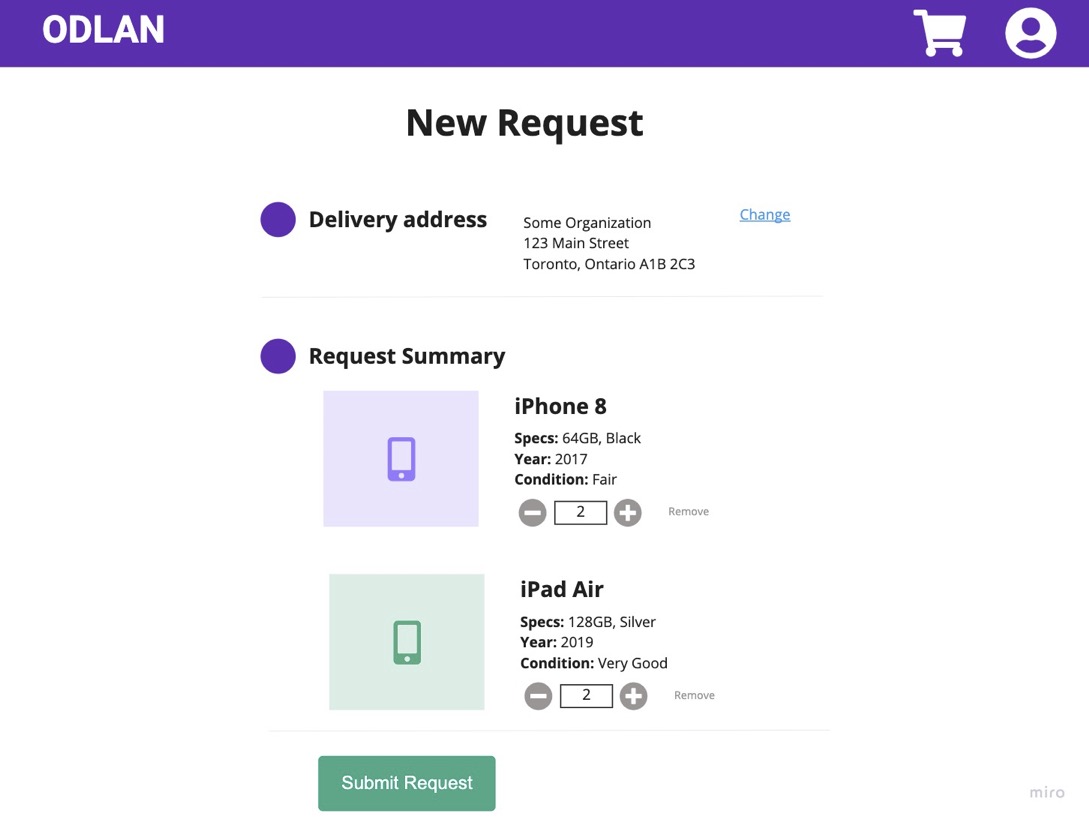 ODLAN
New Request
Delivery address
Some Organization
123 Main Street
Toronto, Ontario A1B 2C3
Change
Request Summary
iPhone 8
Specs: 64GB, Black
Year: 2017
Condition: Fair
2
Remove
iPad Air
Specs: 128GB, Silver
Year: 2019
Condition: Very Good
2
Remove
Submit Request
miro